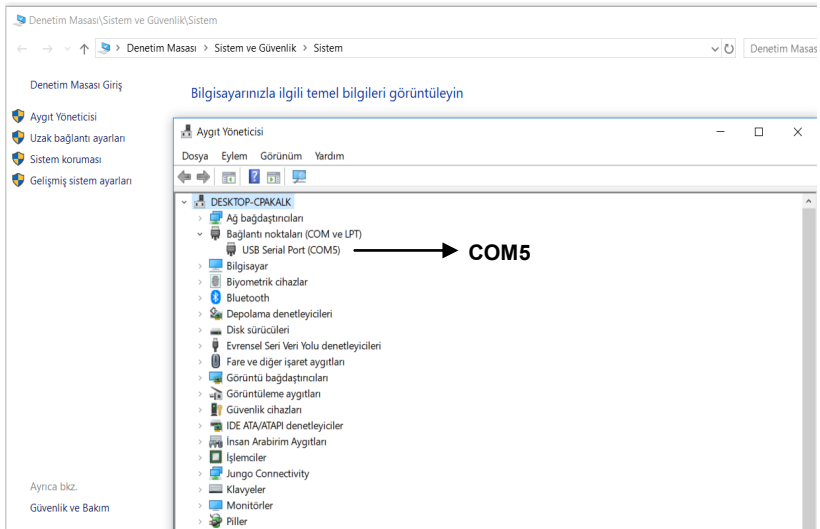 Denetim Masası\Sistem ve Güvenlik\Sistem
Denetim Masası > Sistem ve Güvenlik > Sistem
Denetim Masas
Denetim Masası Giriş
Bilgisayarınızla ilgili temel bilgileri görüntüleyin
Aygıt Yöneticisi
Uzak bağlantı ayarları
Sistem koruması
Gelişmiş sistem ayarları
Aygıt Yöneticisi
Dosya Eylem Görünüm Yardım
DESKTOP-CPAKALK
Ağ bağdaştırıcıları
Bağlantı noktaları (COM ve LPT)
USB Serial Port (COM5)
COM5
Bilgisayar
Biyometrik cihazlar
Bluetooth
Depolama denetleyicileri
Disk sürücüleri
Evrensel Seri Veri Yolu denetleyicileri
Fare ve diğer işaret aygıtları
Görüntü bağdaştırıcıları
Görüntüleme aygıtları
Güvenlik cihazları
IDE ATA/ATAPI denetleyiciler
İnsan Arabirim Aygıtları
İşlemciler
Jungo Connectivity
Klavyeler
Monitörler
Piller
Ayrıca bkz.
Güvenlik ve Bakım